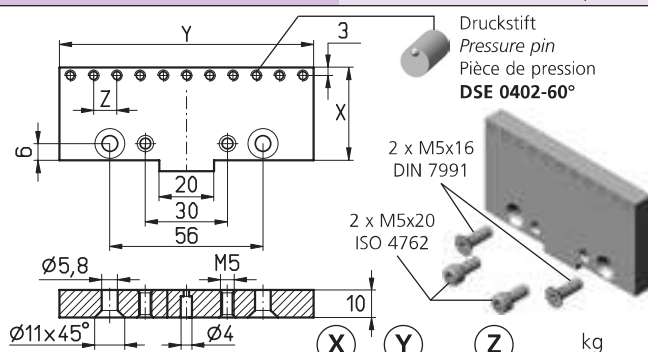 Druckstift
Pressure pin
Pièce de pression
DSE 0402-60°
Y
3
Z
X
6
20
30
56
2 x M5x16
DIN 7991
2 x M5x20
ISO 4762
Ø5,8
M5
10
Ø11x45°
Ø4
X
Y
Z
kg